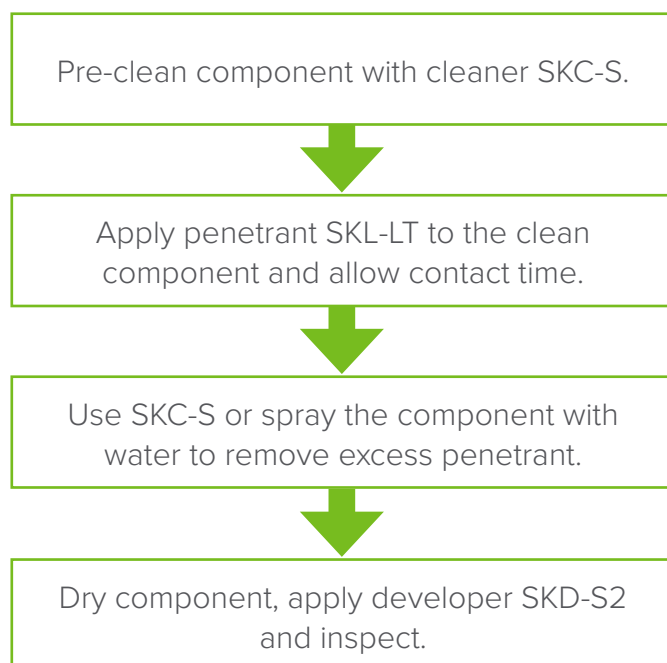 Pre-clean component with cleaner SKC-S.
Apply penetrant SKL-LT to the clean
component and allow contact time.
Use SKC-S or spray the component with
water to remove excess penetrant.
Dry component, apply developer SKD-S2
and inspect.